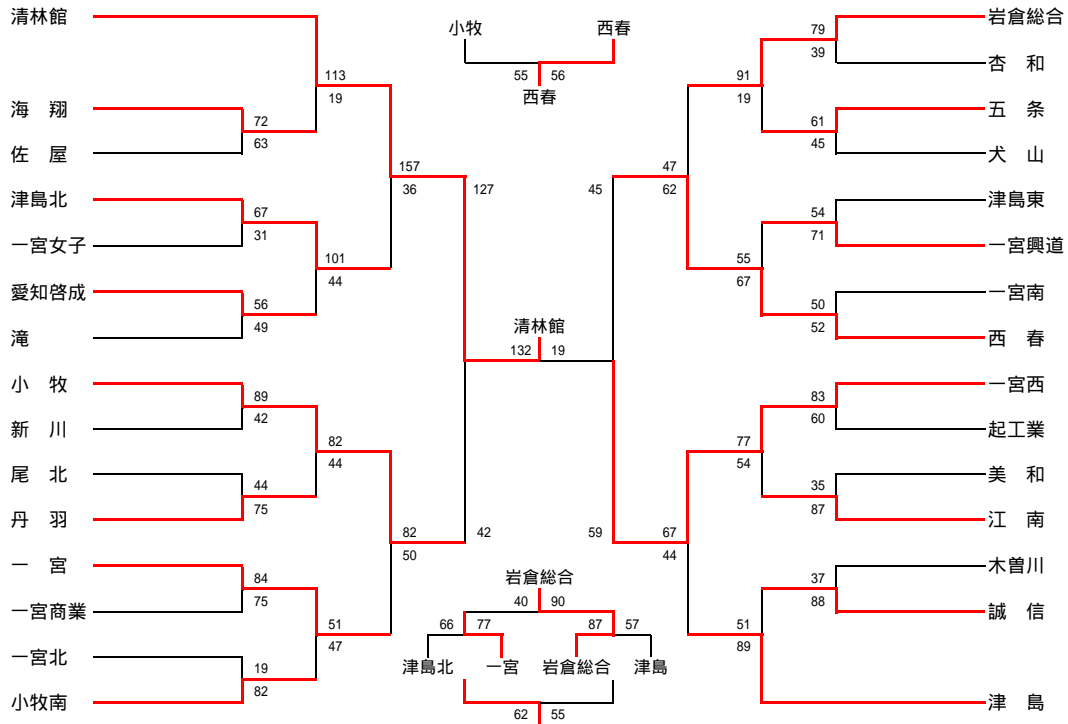 清林館
113
19
海　翔
72
佐　屋
63
157
36
津島北
67
一宮女子
31
101
44
愛知啓成
56
滝
49
127
小　牧
89
新　川
42
82
44
尾　北
44
丹　羽
75
82
50
42
一　宮
84
一宮商業
75
51
47
一宮北
19
小牧南
82
小牧
西春
55
56
西春
清林館
132
19
岩倉総合
40
90
66
77
87
57
津島北
一宮
岩倉総合
津島
62
55
岩倉総合
79
杏　和
39
91
19
五　条
61
犬　山
45
47
62
45
津島東
54
一宮興道
71
55
67
一宮南
50
西　春
52
一宮西
83
起工業
60
77
54
美　和
35
江　南
87
59
67
44
木曽川
37
誠　信
88
51
89
津　島